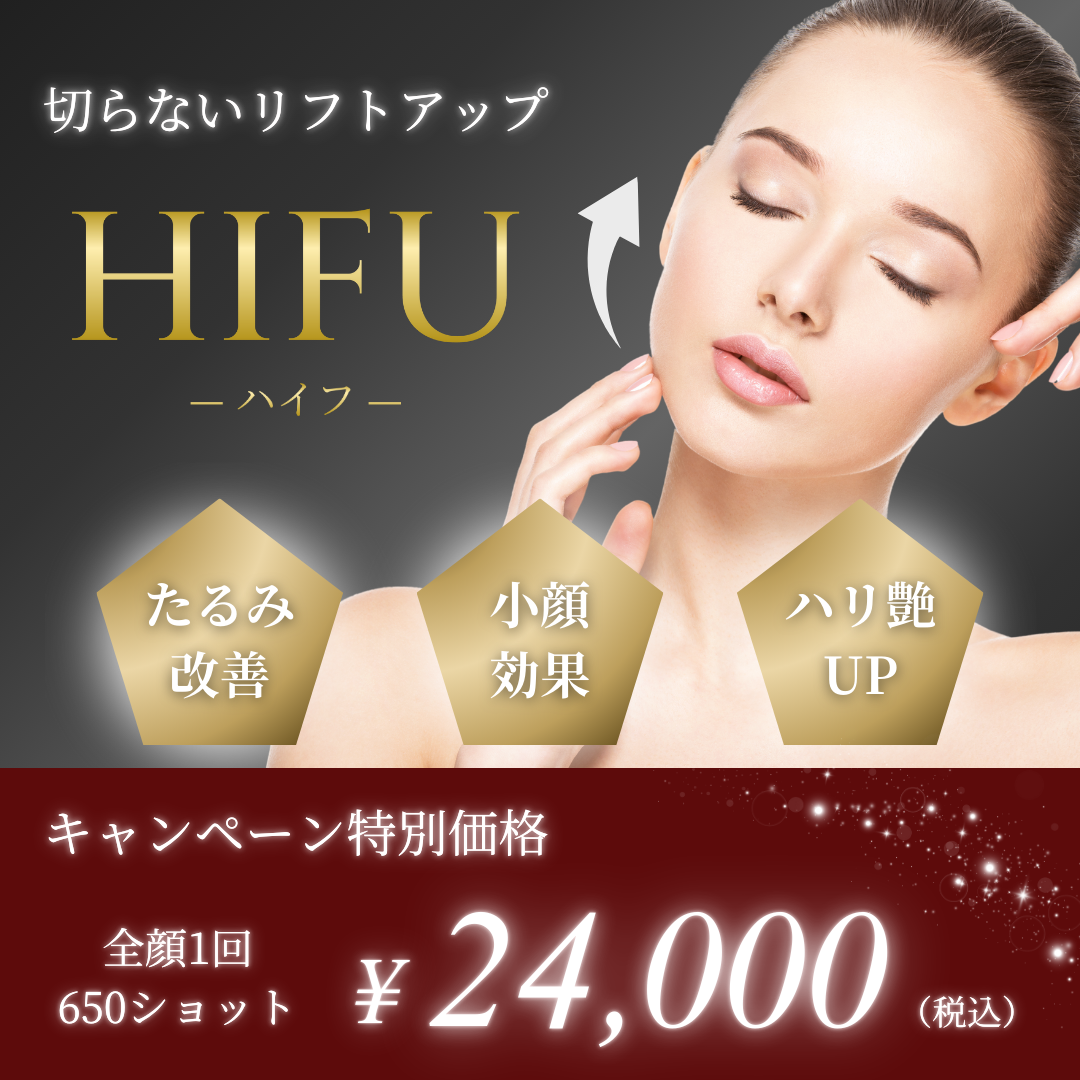 切らないリフトアップ
HIFU
— ハイフ —
たるみ
改善
小顔
効果
ハリ艶
UP
キャンペーン特別価格
全顔1回
650ショット
¥24,000（税込）